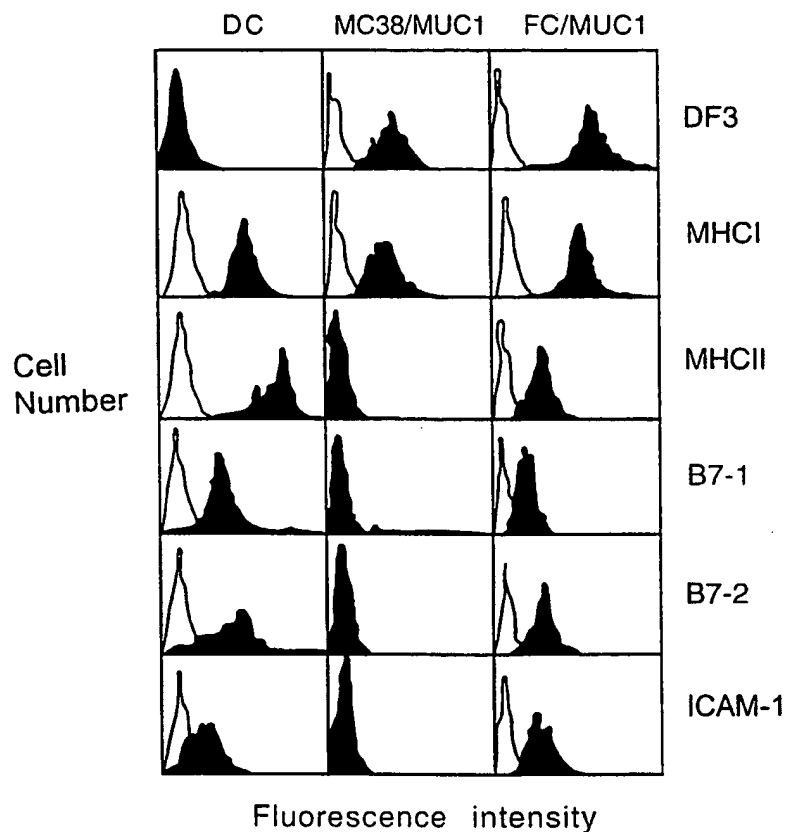 DC MC38/MUC1 FC/MUC1
DF3
MHCI
MHCII
Cell
Number
B7-1
B7-2
ICAM-1
Fluorescence intensity